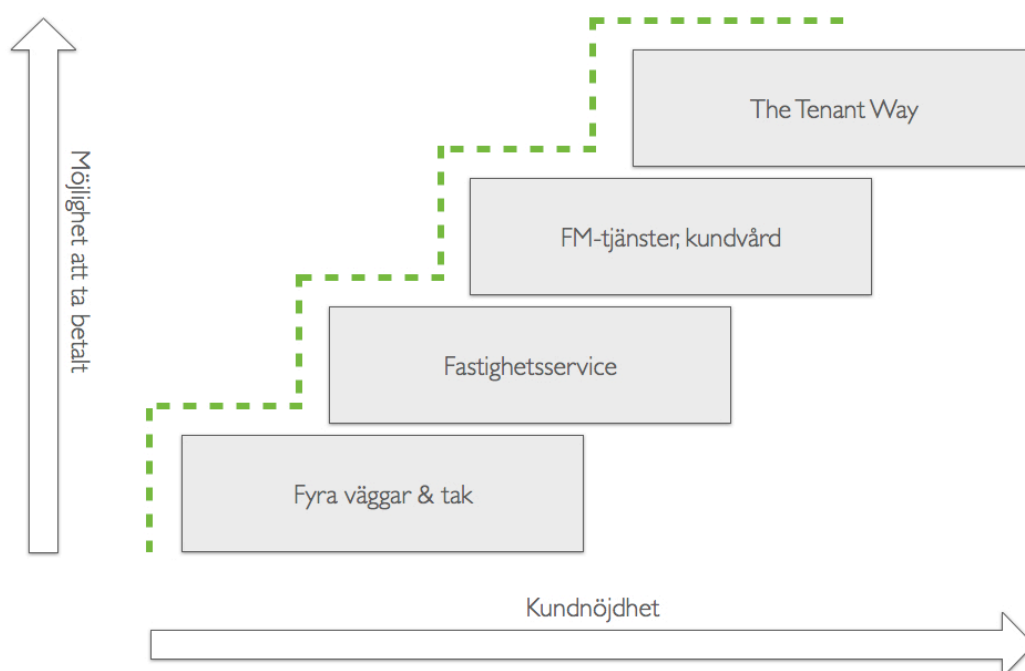 The Tenant Way
Möjlighet att ta betalt
FM-tjänster, kundvård
Fastighetsservice
Fyra väggar & tak
Kundnöjdhet